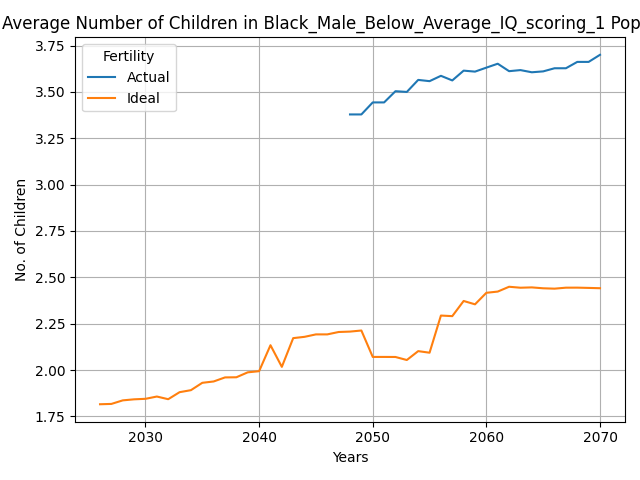 Average Number of Children in Black_Male_Below_Average_IQ_scoring_1 Pop
Fertility
Actual
Ideal
3.75
3.50
3.25
3.00
2.75
2.50
2.25
2.00
1.75
No. of Children
2030 2040 2050 2060 2070
Years